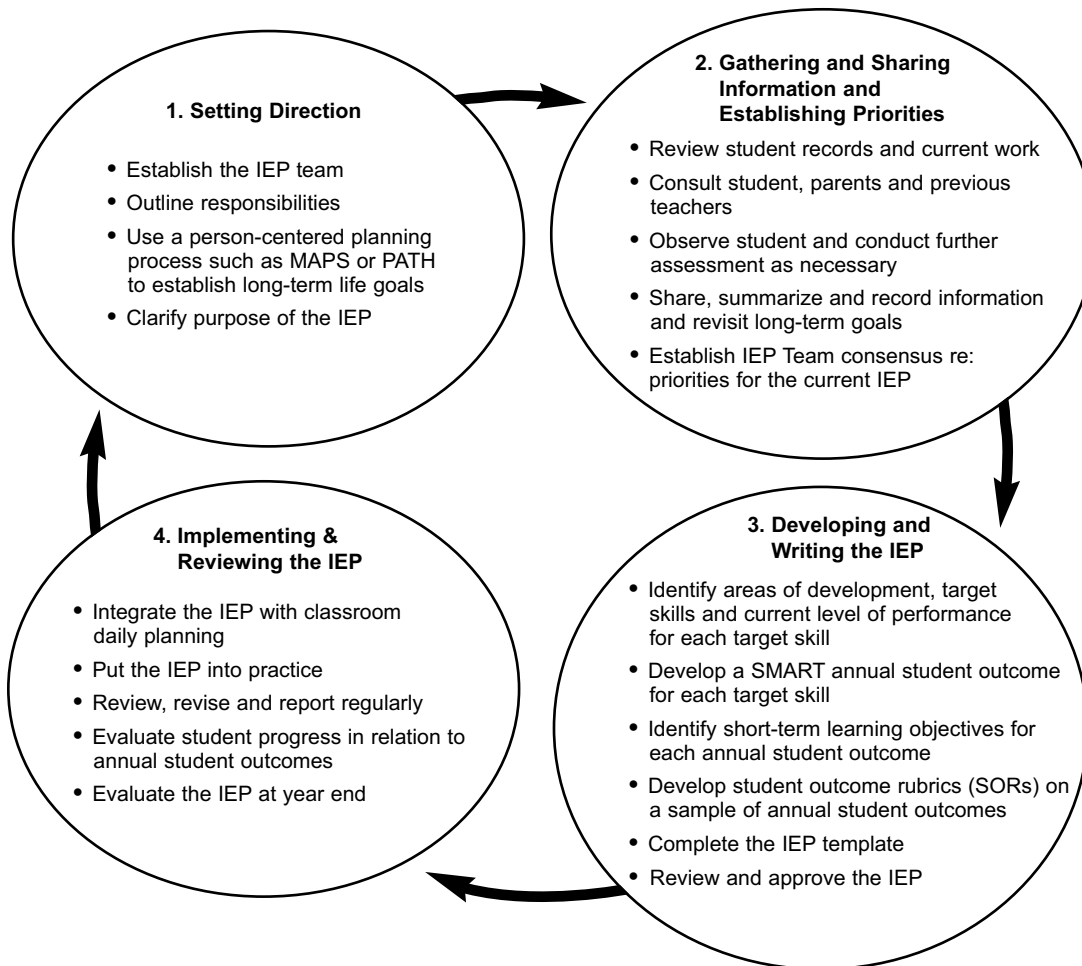 1. Setting Direction
• Establish the IEP team
• Outline responsibilities
• Use a person-centered planning
process such as MAPS or PATH
to establish long-term life goals
• Clarify purpose of the IEP
2. Gathering and Sharing
Information and
Establishing Priorities
• Review student records and current work
• Consult student, parents and previous
teachers
• Observe student and conduct further
assessment as necessary
• Share, summarize and record information
and revisit long-term goals
• Establish IEP Team consensus re:
priorities for the current IEP
3. Developing and
Writing the IEP
• Identify areas of development, target
skills and current level of performance
for each target skill
• Develop a SMART annual student outcome
for each target skill
• Identify short-term learning objectives for
each annual student outcome
• Develop student outcome rubrics (SORs) on
a sample of annual student outcomes
• Complete the IEP template
• Review and approve the IEP
4. Implementing &
Reviewing the IEP
• Integrate the IEP with classroom
daily planning
• Put the IEP into practice
• Review, revise and report regularly
• Evaluate student progress in relation to
annual student outcomes
• Evaluate the IEP at year end